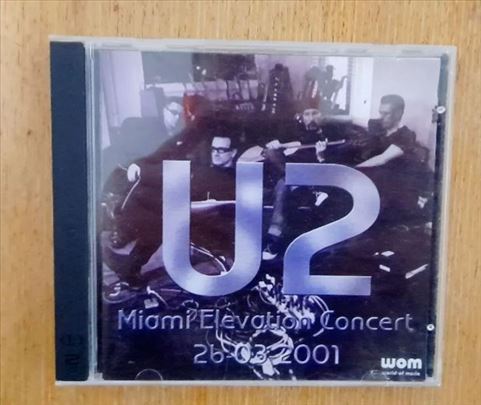 U2
Miami Elevation Concert
26-03-2001
wom
world of music